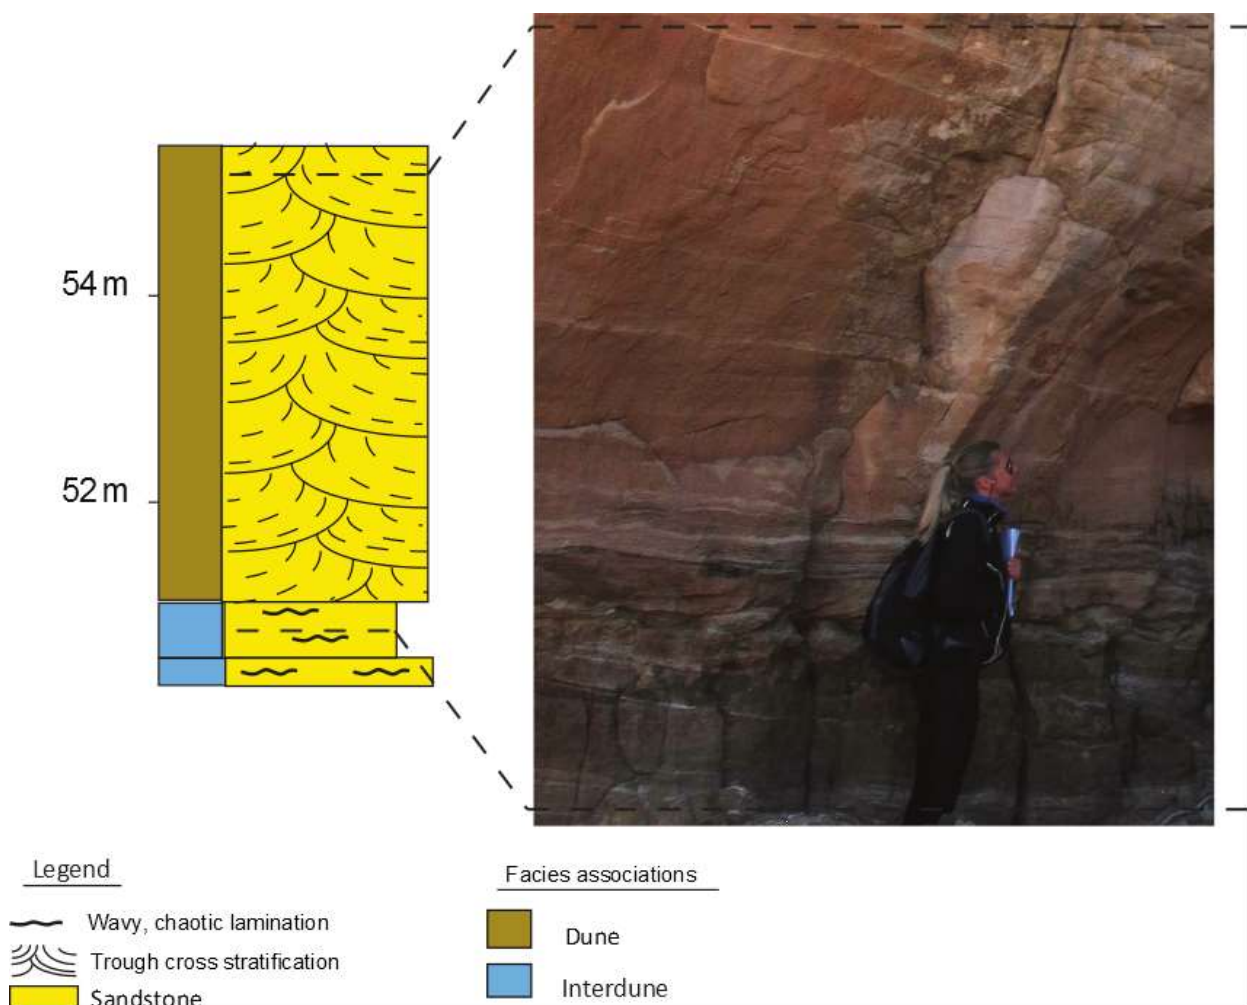 54 m
52 m
Legend
Wavy, chaotic lamination
Trough cross stratification
Sandstone
Facies associations
Dune
Interdune